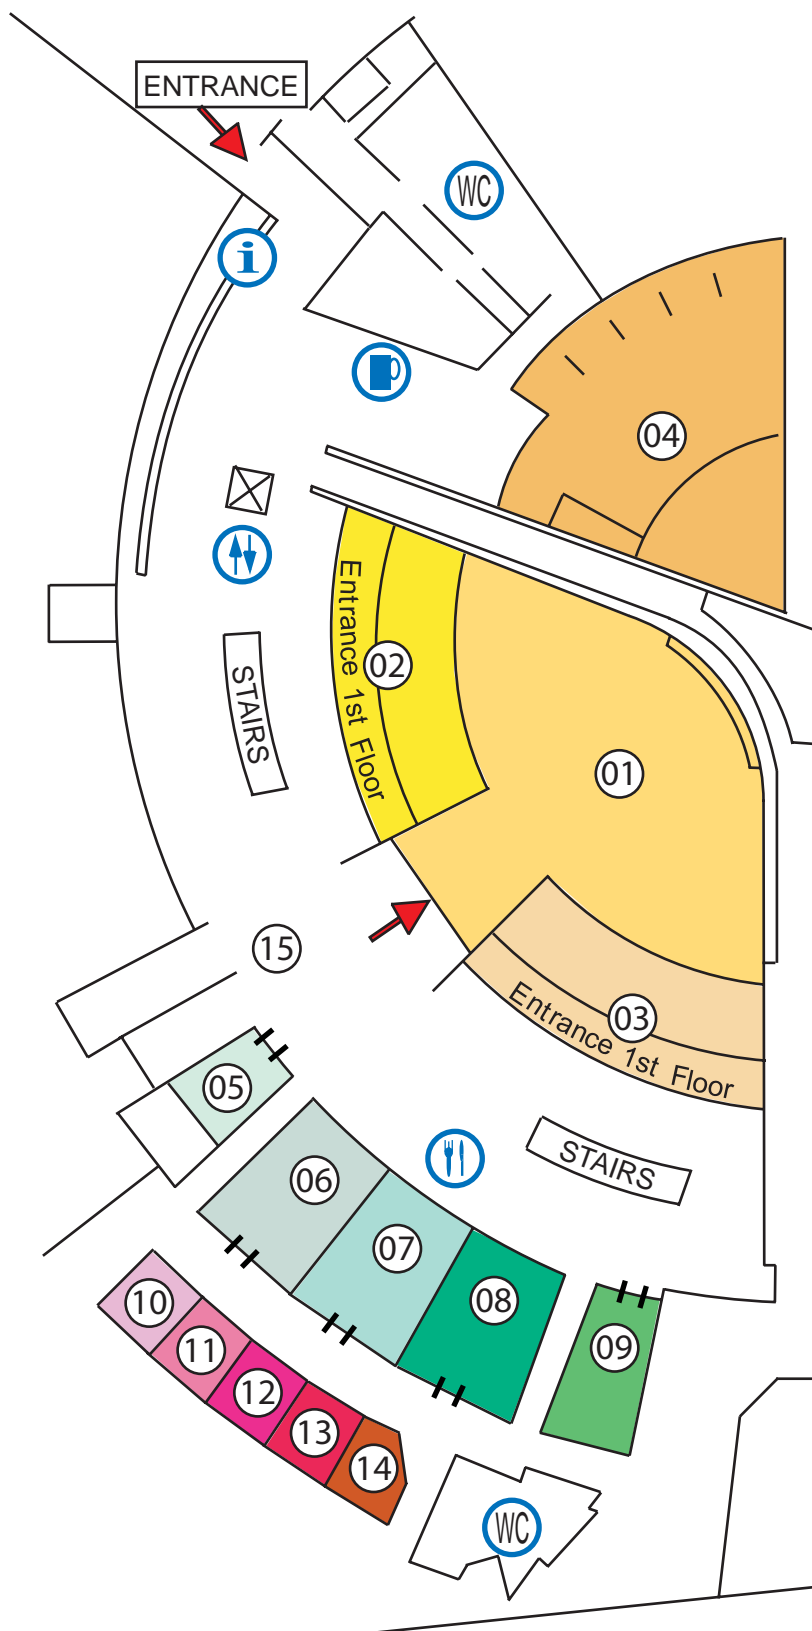 ENTRANCE
WC
i
04
Entrance 1st Floor
02
STAIRS
01
15
03
Entrance 1st Floor
05
STAIRS
06
07
08
10
09
11
12
13
14
WC